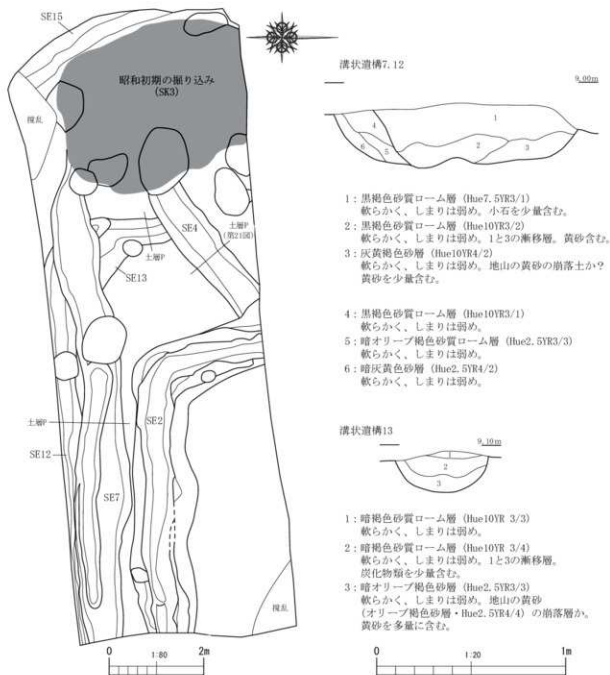 SE15
昭和初期の掘り込み
(SK3)
攪乱
SE4
土層P
(第21図)
土層P
SE13
土層P
SE2
SE12
SE7
攪乱
0 1:80 2m
溝状遺構7.12
9.00m
1
4
2
3
6
5
1：黒褐色砂質ローム層 (Hue7.5YR3/1)
軟らかく、しまりは弱め。小石を少量含む。
2：黒褐色砂質ローム層 (Hue10YR3/2)
軟らかく、しまりは弱め。1と3の漸移層。黄砂含む。
3：灰黄褐色砂層 (Hue10YR4/2)
軟らかく、しまりは弱め。地山の黄砂の崩落土か？
黄砂を少量含む。
4：黒褐色砂質ローム層 (Hue10YR3/1)
軟らかく、しまりは弱め。
5：暗オリーブ褐色砂質ローム層 (Hue2.5YR3/3)
軟らかく、しまりは弱め。
6：暗灰黄色砂層 (Hue2.5YR4/2)
軟らかく、しまりは弱め。
溝状遺構13
9.10m
1
2
3
1：暗褐色砂質ローム層 (Hue10YR 3/3)
軟らかく、しまりは弱め。
2：暗褐色砂質ローム層 (Hue10YR 3/4)
軟らかく、しまりは弱め。1と3の漸移層。
炭化物類を少量含む。
3：暗オリーブ褐色砂層 (Hue2.5YR3/3)
軟らかく、しまりは弱め。地山の黄砂
(オリーブ褐色砂層・Hue2.5YR4/4) の崩落層か。
黄砂を多量に含む。
0 1:20 1m